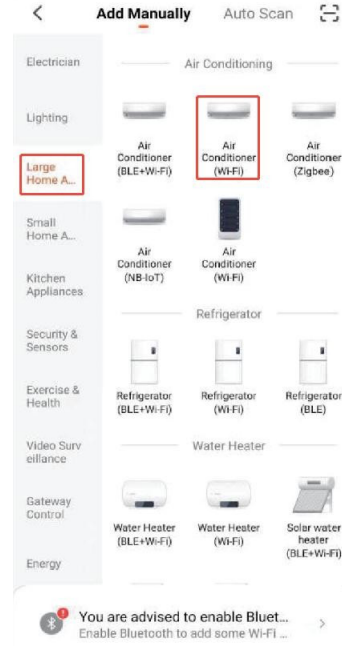 Add Manually Auto Scan
Electrician
Lighting
Large
Home A...
Small
Home A...
Kitchen
Appliances
Security &
Sensors
Exercise &
Health
Video Surv
eillance
Gateway
Control
Energy
Air Conditioning
Air
Conditioner
(BLE+Wi-Fi)
Air
Conditioner
(Wi-Fi)
Air
Conditioner
(Zigbee)
Air
Conditioner
(NB-IoT)
Air
Conditioner
(Wi-Fi)
Refrigerator
Refrigerator
(BLE+Wi-Fi)
Refrigerator
(Wi-Fi)
Refrigerator
(BLE)
Water Heater
Water Heater
(BLE+Wi-Fi)
Water Heater
(Wi-Fi)
Solar water
heater
(BLE+Wi-Fi)
You are advised to enable Bluet...
Enable Bluetooth to add some Wi-Fi ...